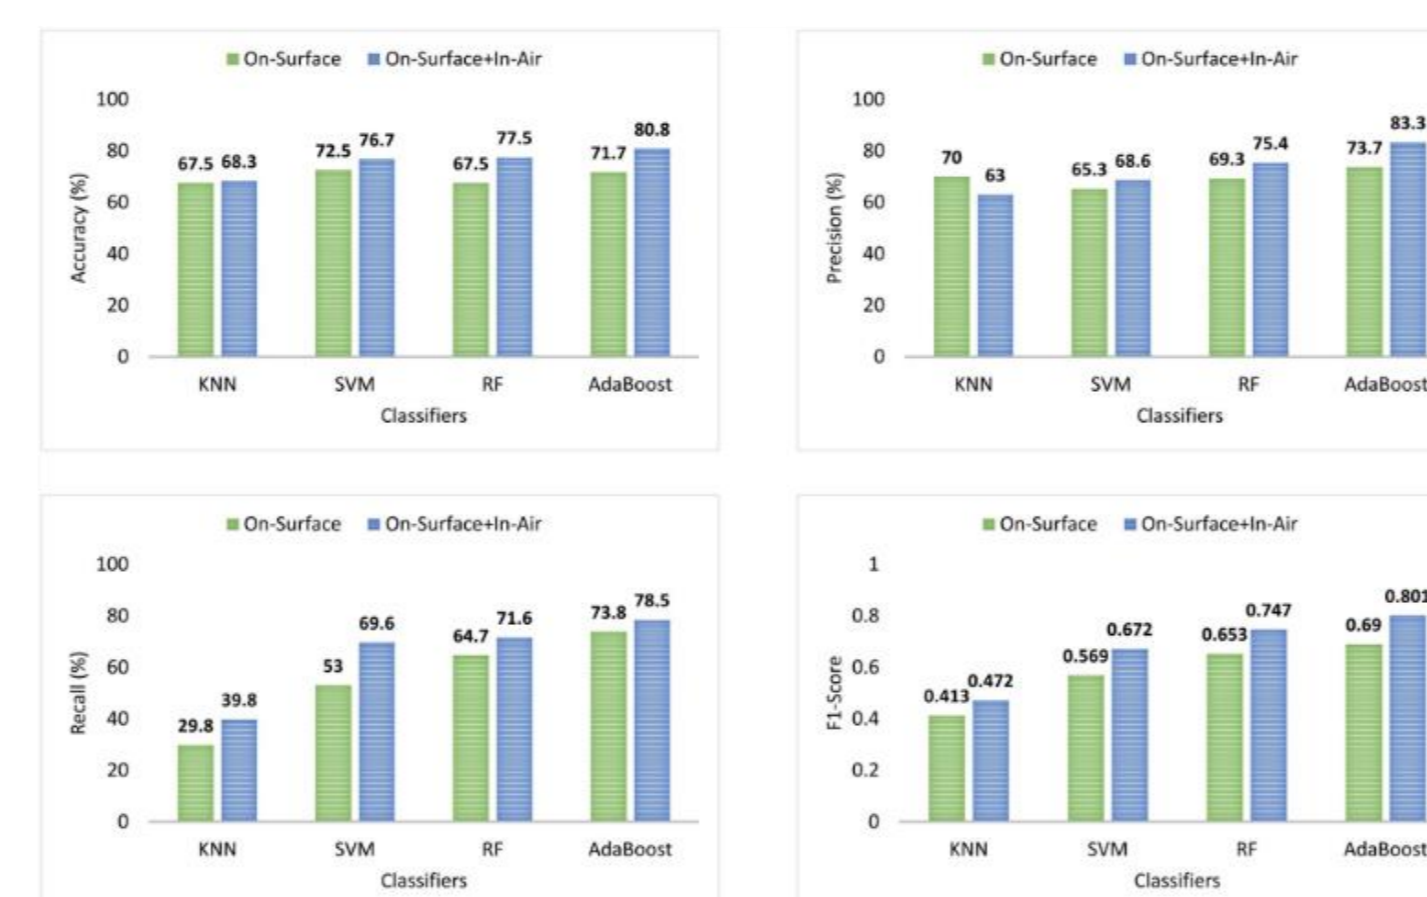 On-Surface On-Surface+In-Air
100
80
60
40
20
0
Accuracy (%)
67.5 68.3 72.5 76.7 67.5 77.5 71.7 80.8
KNN SVM RF AdaBoost
Classifiers
On-Surface On-Surface+In-Air
100
80
60
40
20
0
Precision (%)
70 63 65.3 68.6 69.3 75.4 73.7 83.3
KNN SVM RF AdaBoost
Classifiers
On-Surface On-Surface+In-Air
100
80
60
40
20
0
Recall (%)
29.8 39.8 53 69.6 64.7 71.6 73.8 78.5
KNN SVM RF AdaBoost
Classifiers
On-Surface On-Surface+In-Air
1
0.8
0.6
0.4
0.2
0
F1-Score
0.413 0.472 0.569 0.672 0.653 0.747 0.69 0.801
KNN SVM RF AdaBoost
Classifiers